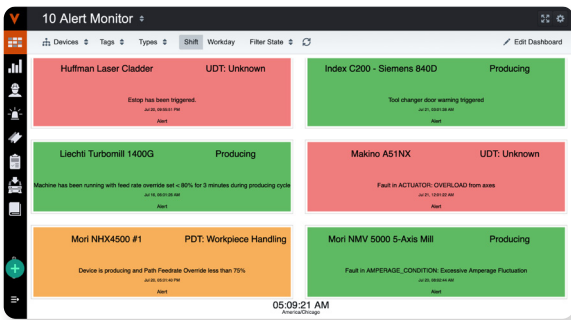 10 Alert Monitor
Devices Tags Types Shift Workday Filter State Edit Dashboard
Huffman Laser Cladder UDT: Unknown
Estop has been triggered.
Alert
Index C200 - Siemens 840D Producing
Tool changer door warning triggered
Alert
Liechti Turbomill 1400G Producing
Machine has been running with feed rate override set < 80% for 3 minutes during producing cycle
Alert
Makino A51NX UDT: Unknown
Fault in ACTUATOR: OVERLOAD from axes
Alert
Mori NHX4500 #1 PDT: Workpiece Handling
Device is producing and Path Feedrate Override less than 75%
Alert
Mori NMV 5000 5-Axis Mill Producing
Fault in AMPERAGE_CONDITION: Excessive Amperage Fluctuation
Alert
05:09:21 AM
America/Chicago